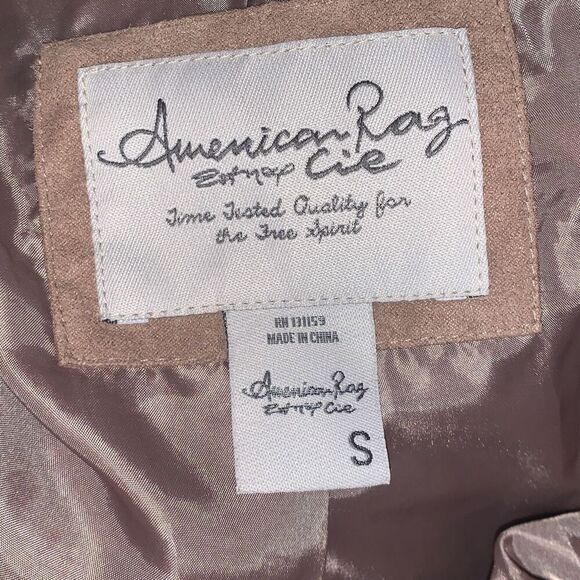 American Rag
Cie
Time Tested Quality for
the Free Spirit
RN 131159
MADE IN CHINA
American Rag
Cie
S